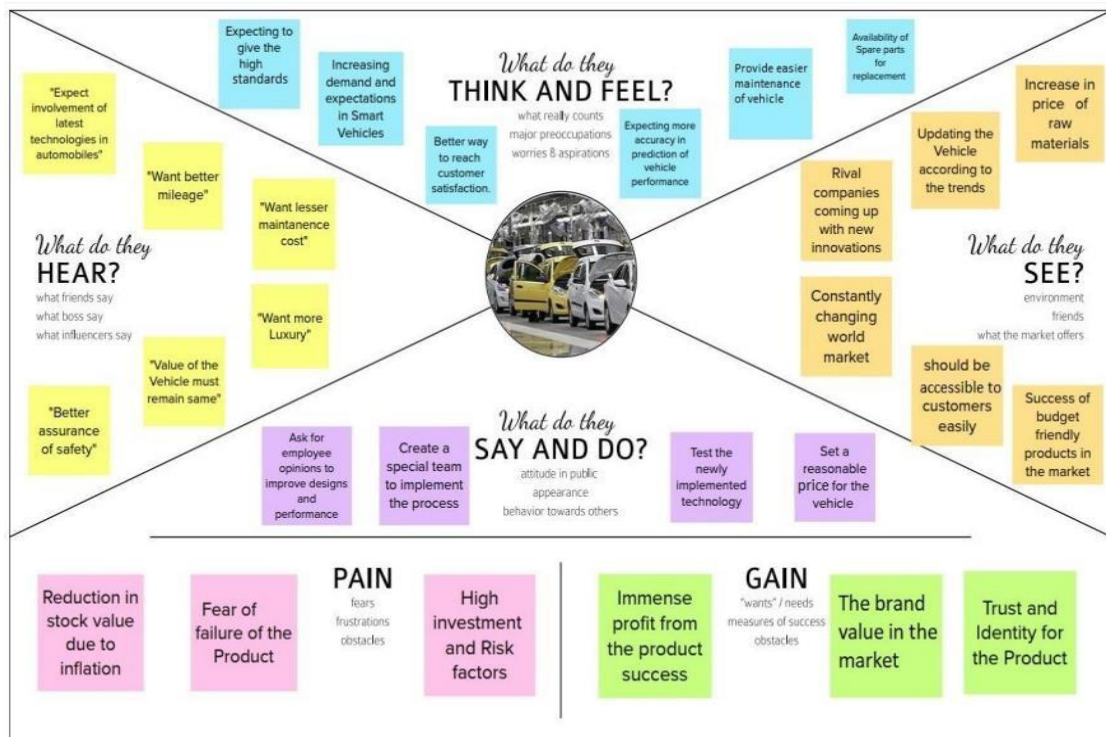 What do they
THINK AND FEEL?
what really counts
major preoccupations
worries & aspirations
Expecting to
give the
high
standards
Increasing
demand and
expectations
in Smart
Vehicles
Better way
to reach
customer
satisfaction.
Expecting more
accuracy in
prediction of
vehicle
performance
Provide easier
maintenance
of vehicle
Availability of
Spare parts
for
replacement
What do they
HEAR?
what friends say
what boss say
what influencers say
"Expect
involvement of
latest
technologies in
automobiles"
"Want better
mileage"
"Want lesser
maintanence
cost"
"Want more
Luxury"
"Value of the
Vehicle must
remain same"
"Better
assurance
of safety"
What do they
SEE?
environment
friends
what the market offers
Increase in
price of
raw
materials
Updating the
Vehicle
according to
the trends
Rival
companies
coming up
with new
innovations
Constantly
changing
world
market
should be
accessible to
customers
easily
Success of
budget
friendly
products in
the market
What do they
SAY AND DO?
attitude in public
appearance
behavior towards others
Ask for
employee
opinions to
improve designs
and
performance
Create a
special team
to implement
the process
Test the
newly
implemented
technology
Set a
reasonable
price for the
vehicle
PAIN
fears
frustrations
obstacles
Reduction in
stock value
due to
inflation
Fear of
failure of the
Product
High
investment
and Risk
factors
GAIN
"wants" / needs
measures of success
obstacles
Immense
profit from
the product
success
The brand
value in the
market
Trust and
Identity for
the Product